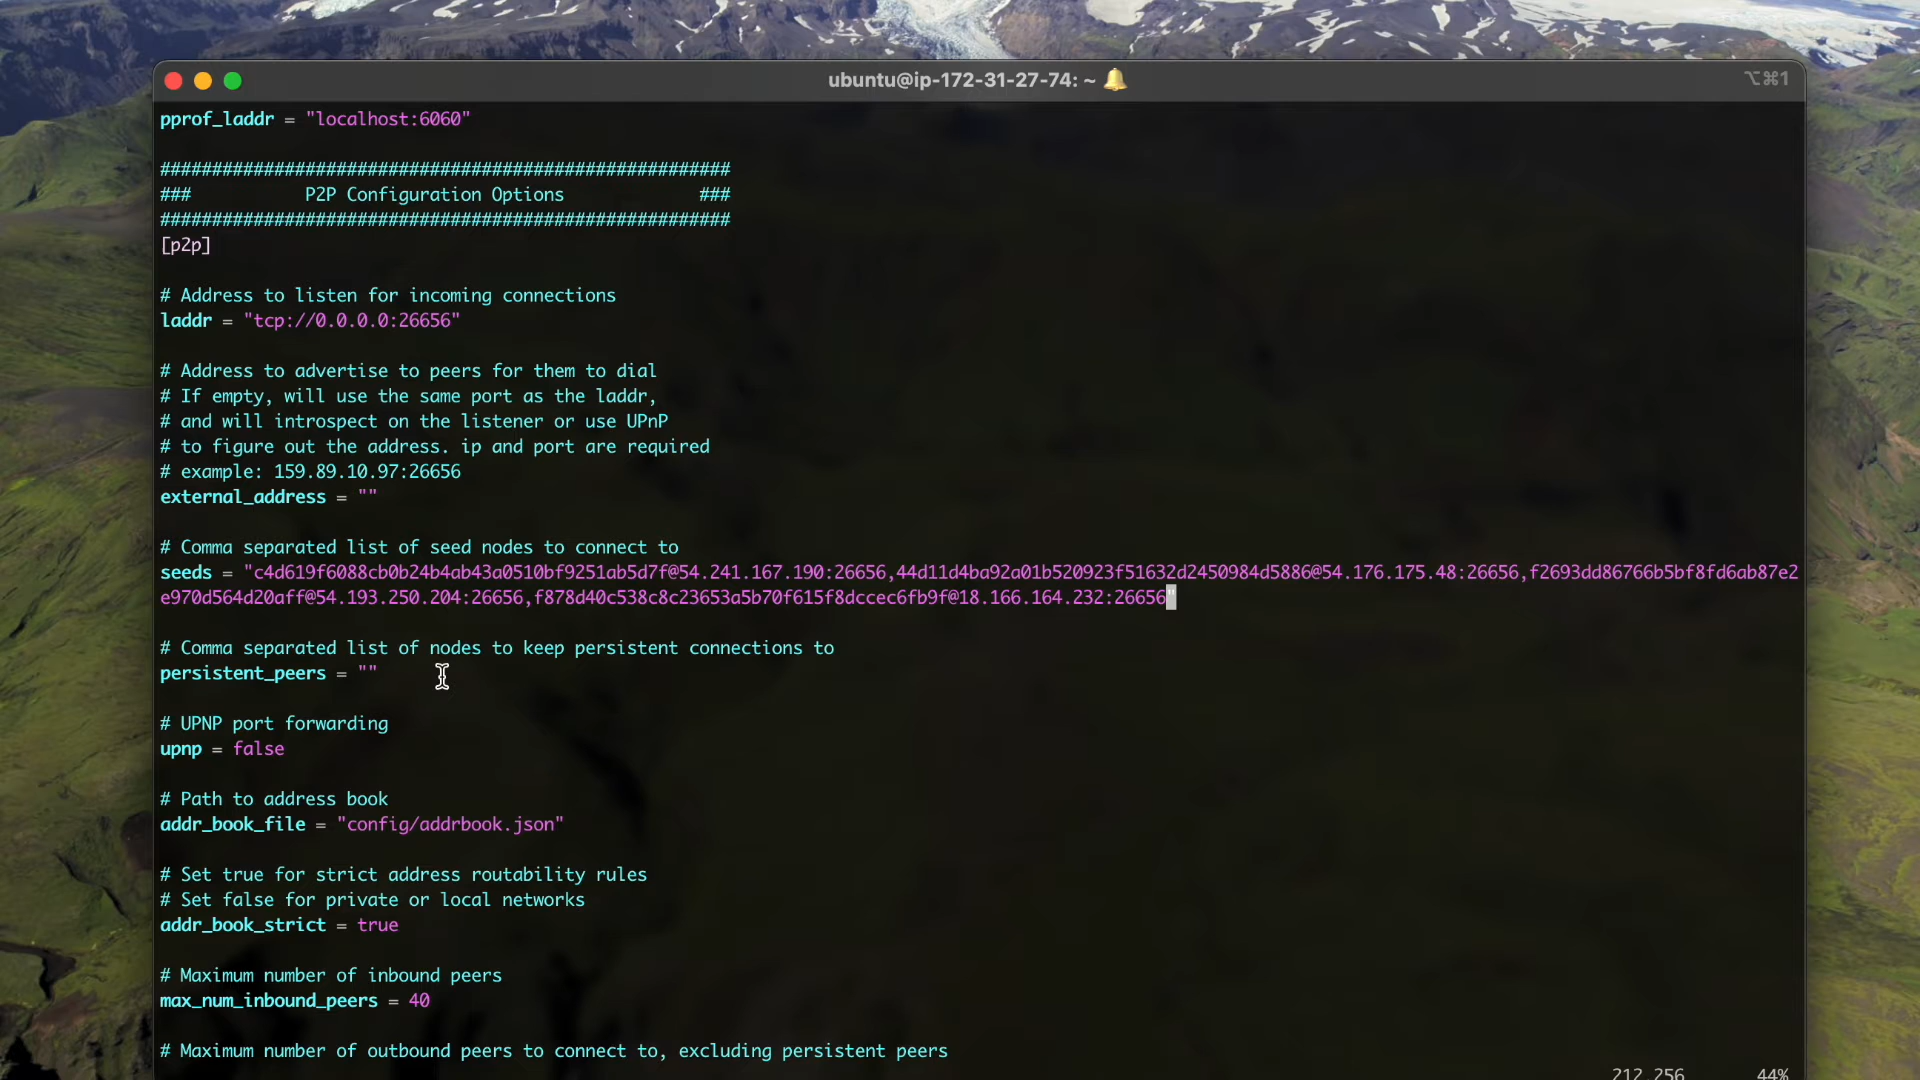 ubuntu@ip-172-31-27-74: ~ 🔔
⌥⌘1
pprof_laddr = "localhost:6060"
#######################################################
###           P2P Configuration Options             ###
#######################################################
[p2p]
# Address to listen for incoming connections
laddr = "tcp://0.0.0.0:26656"
# Address to advertise to peers for them to dial
# If empty, will use the same port as the laddr,
# and will introspect on the listener or use UPnP
# to figure out the address. ip and port are required
# example: 159.89.10.97:26656
external_address = ""
# Comma separated list of seed nodes to connect to
seeds = "c4d619f6088cb0b24b4ab43a0510bf9251ab5d7f@54.241.167.190:26656,44d11d4ba92a01b520923f51632d2450984d5886@54.176.175.48:26656,f2693dd86766b5bf8fd6ab87e2
e970d564d20aff@54.193.250.204:26656,f878d40c538c8c23653a5b70f615f8dccec6fb9f@18.166.164.232:26656"
# Comma separated list of nodes to keep persistent connections to
persistent_peers = ""
# UPNP port forwarding
upnp = false
# Path to address book
addr_book_file = "config/addrbook.json"
# Set true for strict address routability rules
# Set false for private or local networks
addr_book_strict = true
# Maximum number of inbound peers
max_num_inbound_peers = 40
# Maximum number of outbound peers to connect to, excluding persistent peers
212,256 44%